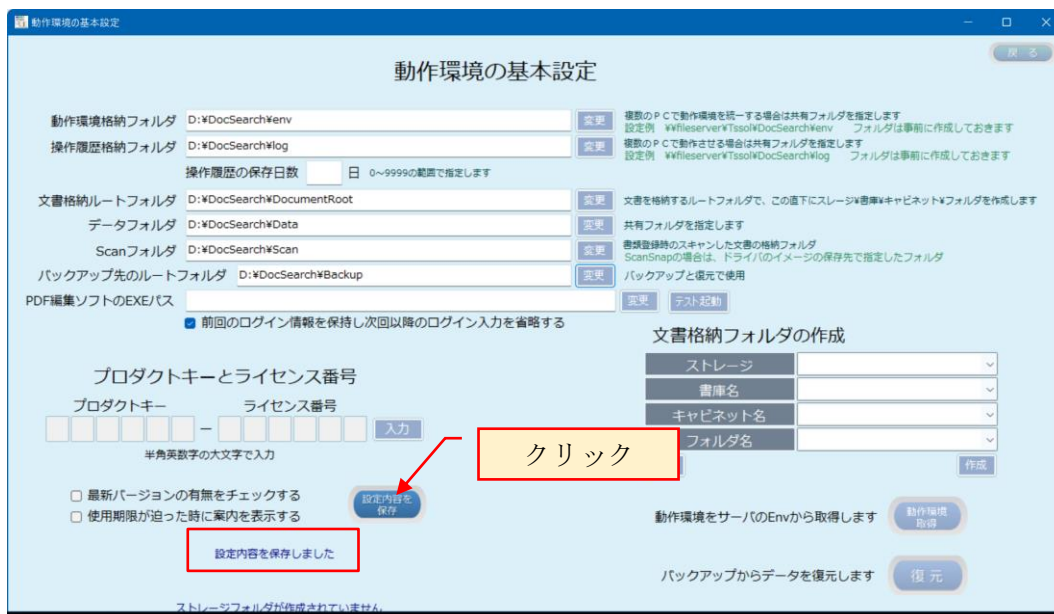 動作環境の基本設定
戻る
動作環境の基本設定
動作環境格納フォルダ D:¥DocSearch¥env 変更 複数のPCで動作環境を統一する場合は共有フォルダを指定します
設定例 ¥¥fileserver¥Tssol¥DocSearch¥env フォルダは事前に作成しておきます
操作履歴格納フォルダ D:¥DocSearch¥log 変更 複数のPCで動作させる場合は共有フォルダを指定します
設定例 ¥¥fileserver¥Tssol¥DocSearch¥log フォルダは事前に作成しておきます
操作履歴の保存日数 日 0~9999の範囲で指定します
文書格納ルートフォルダ D:¥DocSearch¥DocumentRoot 変更 文書を格納するルートフォルダで、この直下にスレージ¥書庫¥キャビネット¥フォルダを作成します
データフォルダ D:¥DocSearch¥Data 変更 共有フォルダを指定します
Scanフォルダ D:¥DocSearch¥Scan 変更 書類登録時のスキャンした文書の格納フォルダ
ScanSnapの場合は、ドライバのイメージの保存先で指定したフォルダ
バックアップ先のルートフォルダ D:¥DocSearch¥Backup 変更 バックアップと復元で使用
PDF編集ソフトのEXEパス 変更 テスト起動
前回のログイン情報を保持し次回以降のログイン入力を省略する
文書格納フォルダの作成
ストレージ
書庫名
キャビネット名
フォルダ名
作成
プロダクトキーとライセンス番号
プロダクトキー ライセンス番号
― 入力
半角英数字の大文字で入力
クリック
最新バージョンの有無をチェックする
使用期限が迫った時に案内を表示する
設定内容を
保存
設定内容を保存しました
動作環境をサーバのEnvから取得します 動作環境
取得
バックアップからデータを復元します 復元
ストレージフォルダが作成されていません